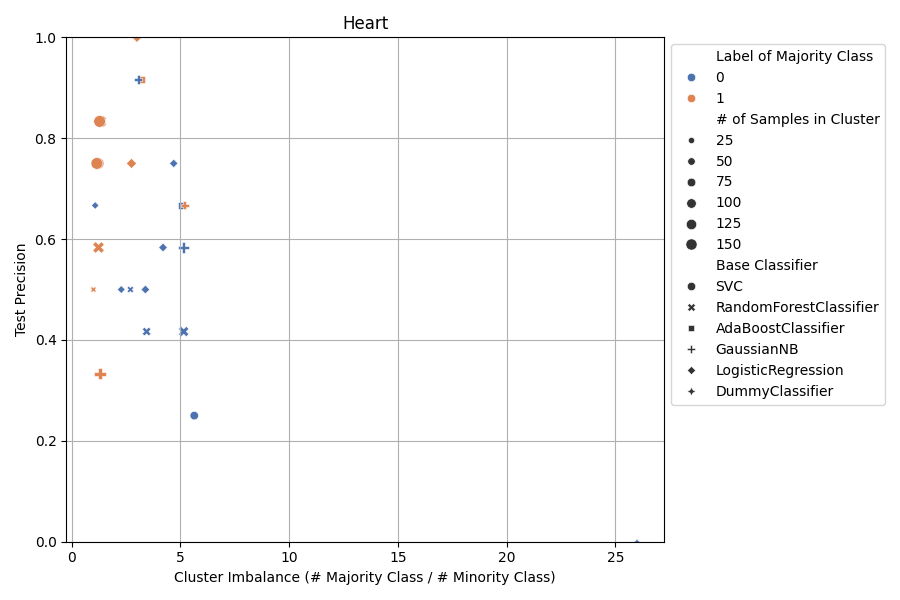 Heart
1.0
0.8
0.6
0.4
0.2
0.0
Test Precision
0 5 10 15 20 25
Cluster Imbalance (# Majority Class / # Minority Class)
Label of Majority Class
0
1
# of Samples in Cluster
25
50
75
100
125
150
Base Classifier
SVC
RandomForestClassifier
AdaBoostClassifier
GaussianNB
LogisticRegression
DummyClassifier